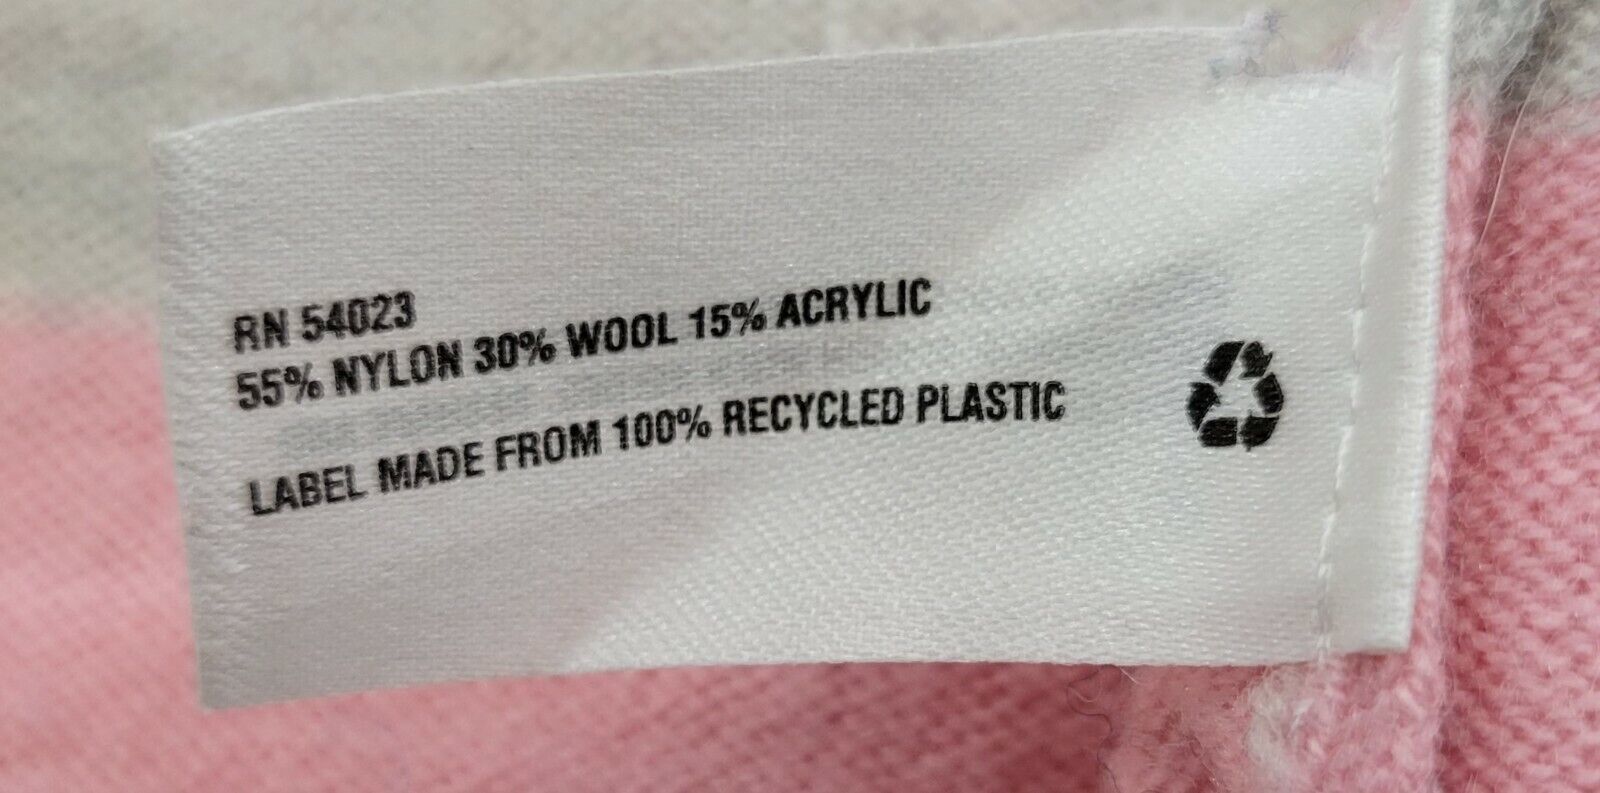 RN 54023
55% NYLON 30% WOOL 15% ACRYLIC
LABEL MADE FROM 100% RECYCLED PLASTIC